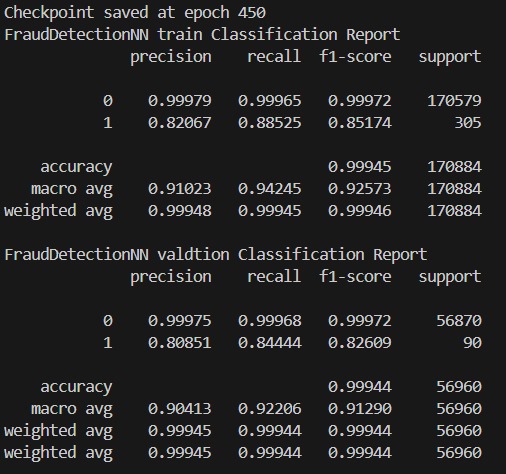 Checkpoint saved at epoch 450
FraudDetectionNN train Classification Report
precision recall f1-score support
0 0.99979 0.99965 0.99972 170579
1 0.82067 0.88525 0.85174 305
accuracy 0.99945 170884
macro avg 0.91023 0.94245 0.92573 170884
weighted avg 0.99948 0.99945 0.99946 170884
FraudDetectionNN valdtion Classification Report
precision recall f1-score support
0 0.99975 0.99968 0.99972 56870
1 0.80851 0.84444 0.82609 90
accuracy 0.99944 56960
macro avg 0.90413 0.92206 0.91290 56960
weighted avg 0.99945 0.99944 0.99944 56960
weighted avg 0.99945 0.99944 0.99944 56960